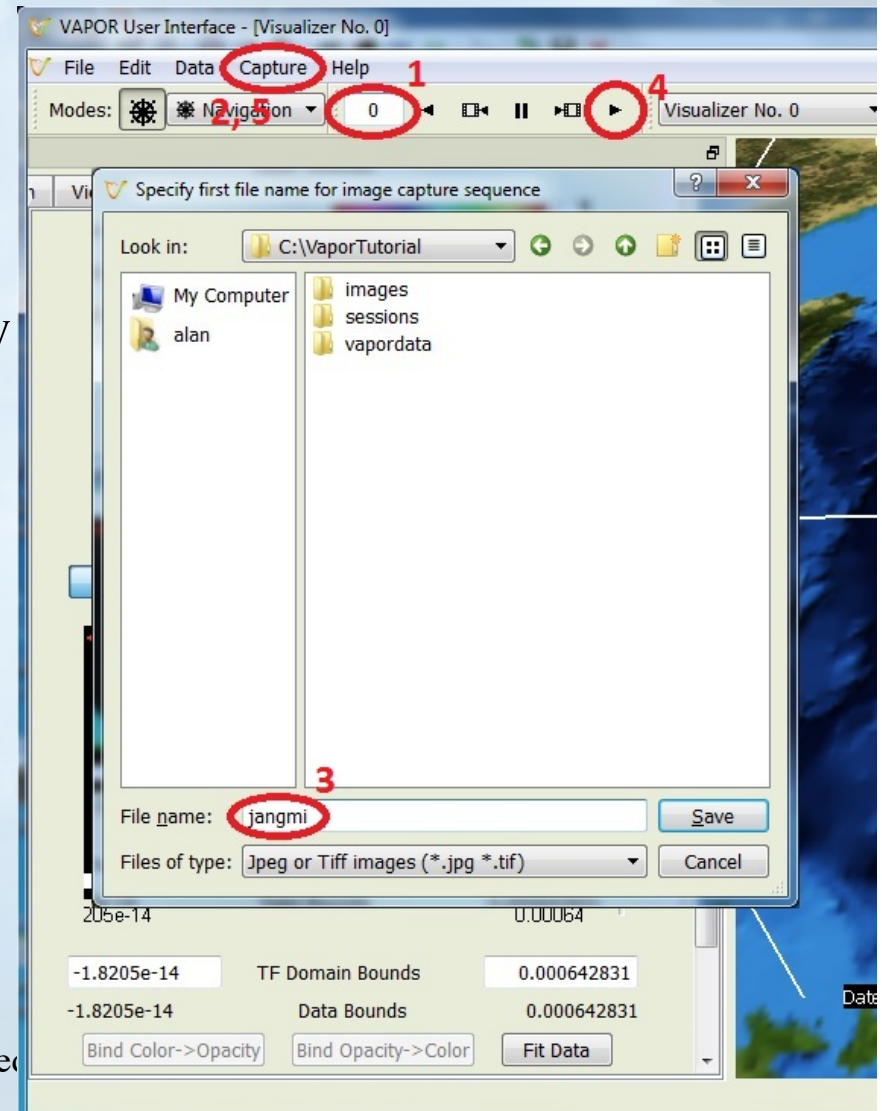 VAPOR User Interface - [Visualizer No. 0]
File Edit Data Capture Help
1
4
Modes: Navigation 0 Visualizer No. 0
2, 5
Specify first file name for image capture sequence
Look in: C:\VaporTutorial
My Computer
alan
images
sessions
vapordata
3
File name: jangmi Save
Files of type: Jpeg or Tiff images (*.jpg *.tif) Cancel
-1.8205e-14 TF Domain Bounds 0.000642831
-1.8205e-14 Data Bounds 0.000642831
Date
Bind Color->Opacity Bind Opacity->Color Fit Data